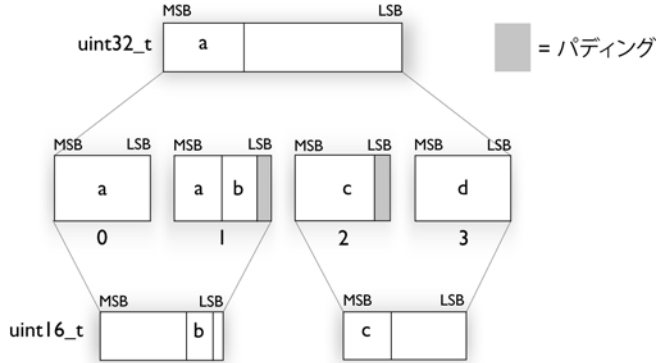 MSB LSB
uint32_t a = パディング
MSB LSB MSB LSB MSB LSB MSB LSB
a a b c d
0 1 2 3
MSB LSB MSB LSB
uint16_t b c